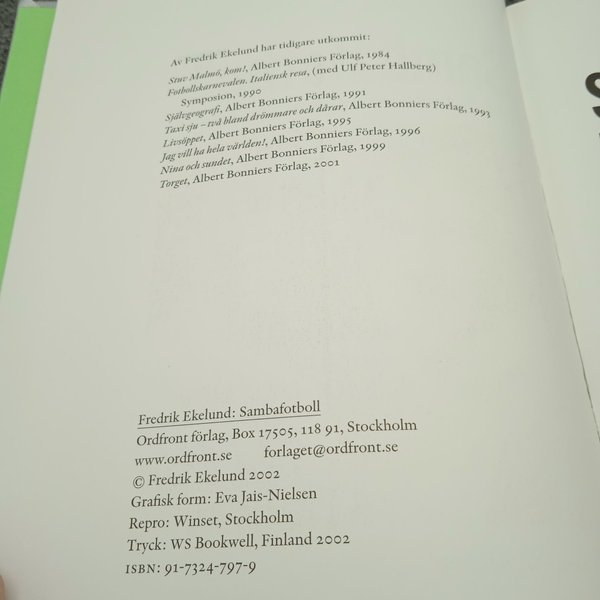 Av Fredrik Ekelund har tidigare utkommit:
Stuv Malmö, kom!, Albert Bonniers Förlag, 1984
Fotbollskarnevalen. Italiensk resa, (med Ulf Peter Hallberg)
Symposion, 1990
Självgeografi, Albert Bonniers Förlag, 1991
Taxi sju – två bland drömmare och dårar, Albert Bonniers Förlag, 1993
Livsöppet, Albert Bonniers Förlag, 1995
Jag vill ha hela världen!, Albert Bonniers Förlag, 1996
Nina och sundet, Albert Bonniers Förlag, 1999
Torget, Albert Bonniers Förlag, 2001
Fredrik Ekelund: Sambafotboll
Ordfront förlag, Box 17505, 118 91, Stockholm
www.ordfront.se forlaget@ordfront.se
© Fredrik Ekelund 2002
Grafisk form: Eva Jais-Nielsen
Repro: Winset, Stockholm
Tryck: WS Bookwell, Finland 2002
ISBN: 91-7324-797-9